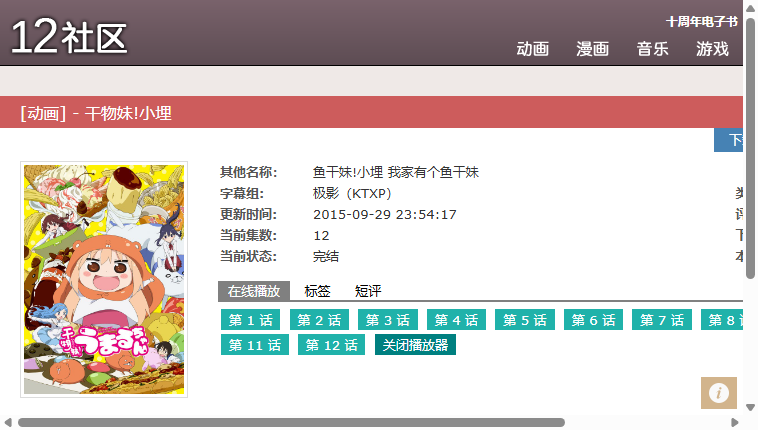 十周年电子书
12社区
动画 漫画 音乐 游戏
[动画] - 干物妹!小埋
其他名称: 鱼干妹!小埋 我家有个鱼干妹
字幕组: 极影（KTXP）
更新时间: 2015-09-29 23:54:17
当前集数: 12
当前状态: 完结
在线播放 标签 短评
第 1 话 第 2 话 第 3 话 第 4 话 第 5 话 第 6 话 第 7 话 第 8
第 11 话 第 12 话 关闭播放器
干物妹!
うまるちゃん
i